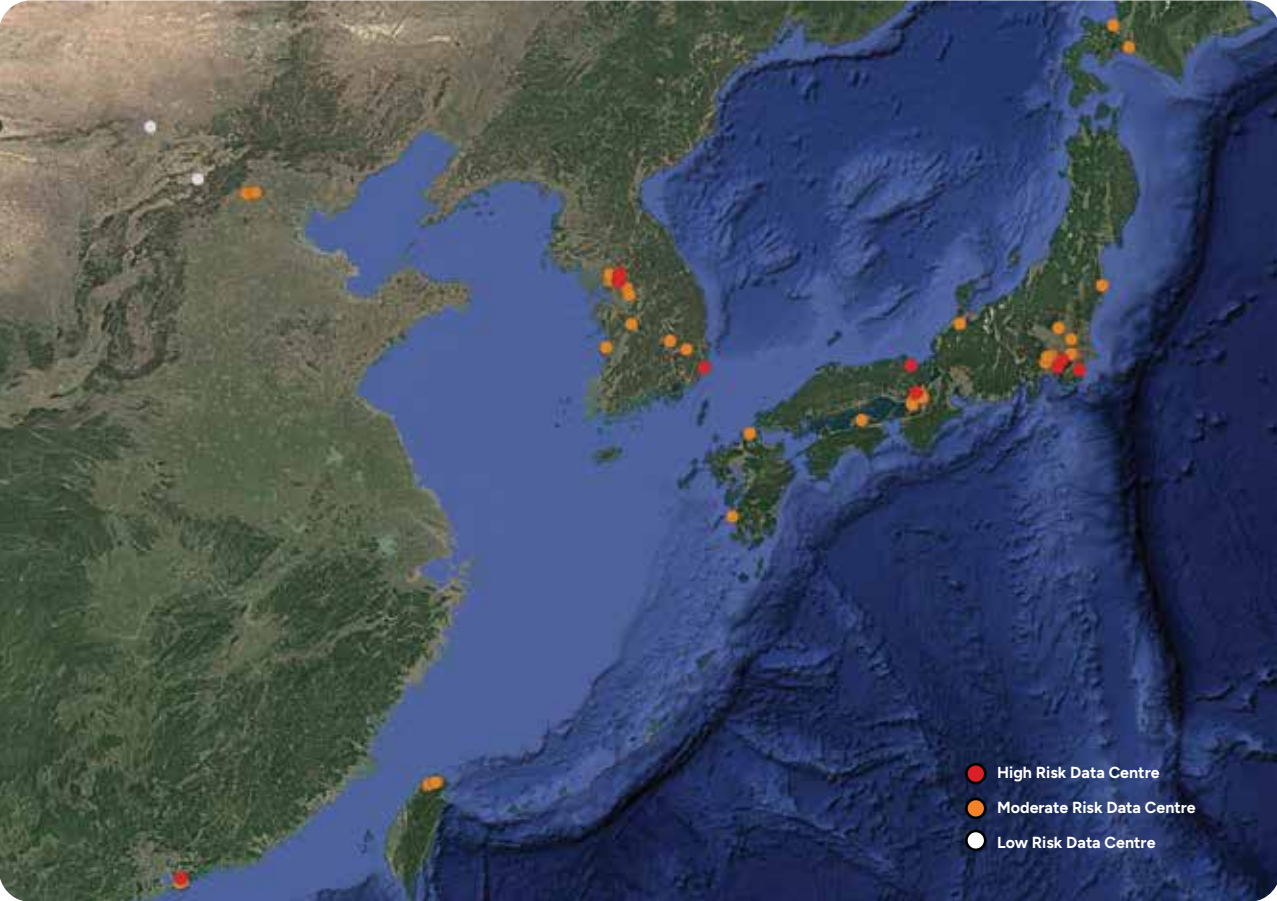 High Risk Data Centre
Moderate Risk Data Centre
Low Risk Data Centre